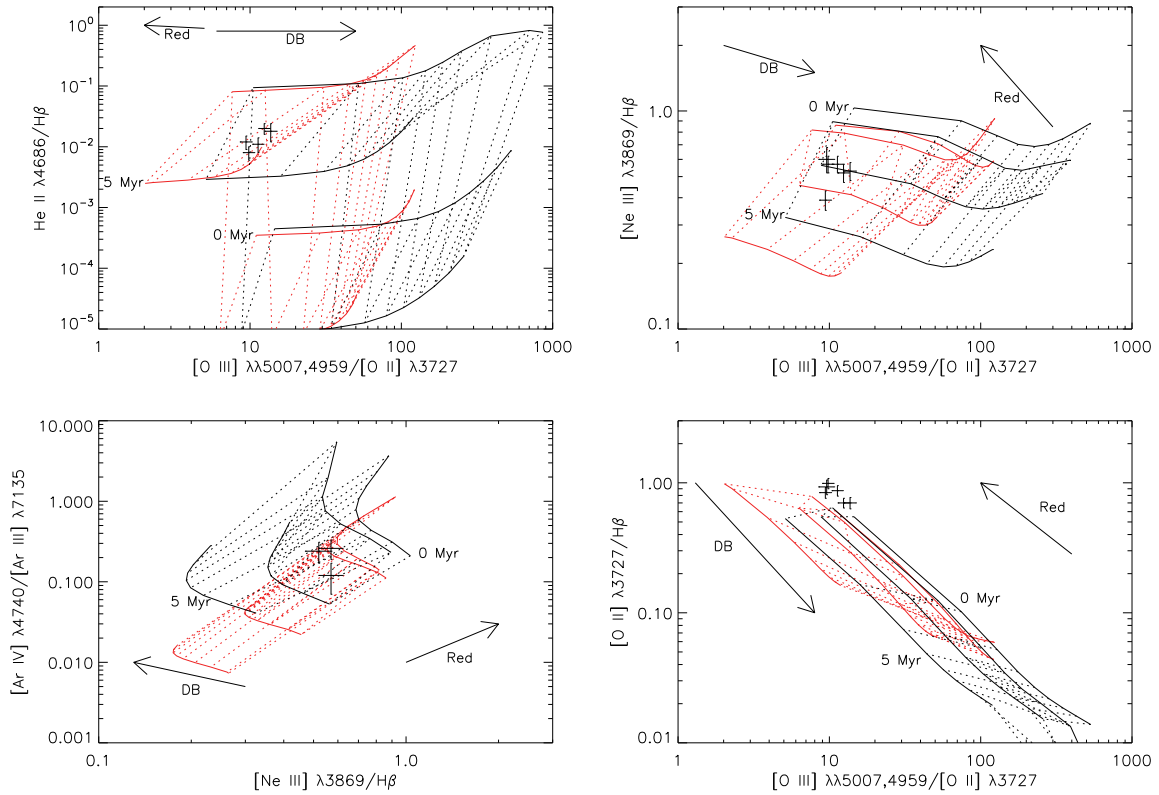 He II λ4686/Hβ
10⁰
10⁻¹
10⁻²
10⁻³
10⁻⁴
10⁻⁵
Red
DB
5 Myr
0 Myr
1
10
100
1000
[O III] λλ5007,4959/[O II] λ3727
[Ne III] λ3869/Hβ
1.0
0.1
DB
Red
0 Myr
5 Myr
1
10
100
1000
[O III] λλ5007,4959/[O II] λ3727
[Ar IV] λ4740/[Ar III] λ7135
10.000
1.000
0.100
0.010
0.001
0 Myr
5 Myr
DB
Red
0.1
1.0
[Ne III] λ3869/Hβ
[O II] λ3727/Hβ
1.00
0.10
0.01
Red
DB
0 Myr
5 Myr
1
10
100
1000
[O III] λλ5007,4959/[O II] λ3727